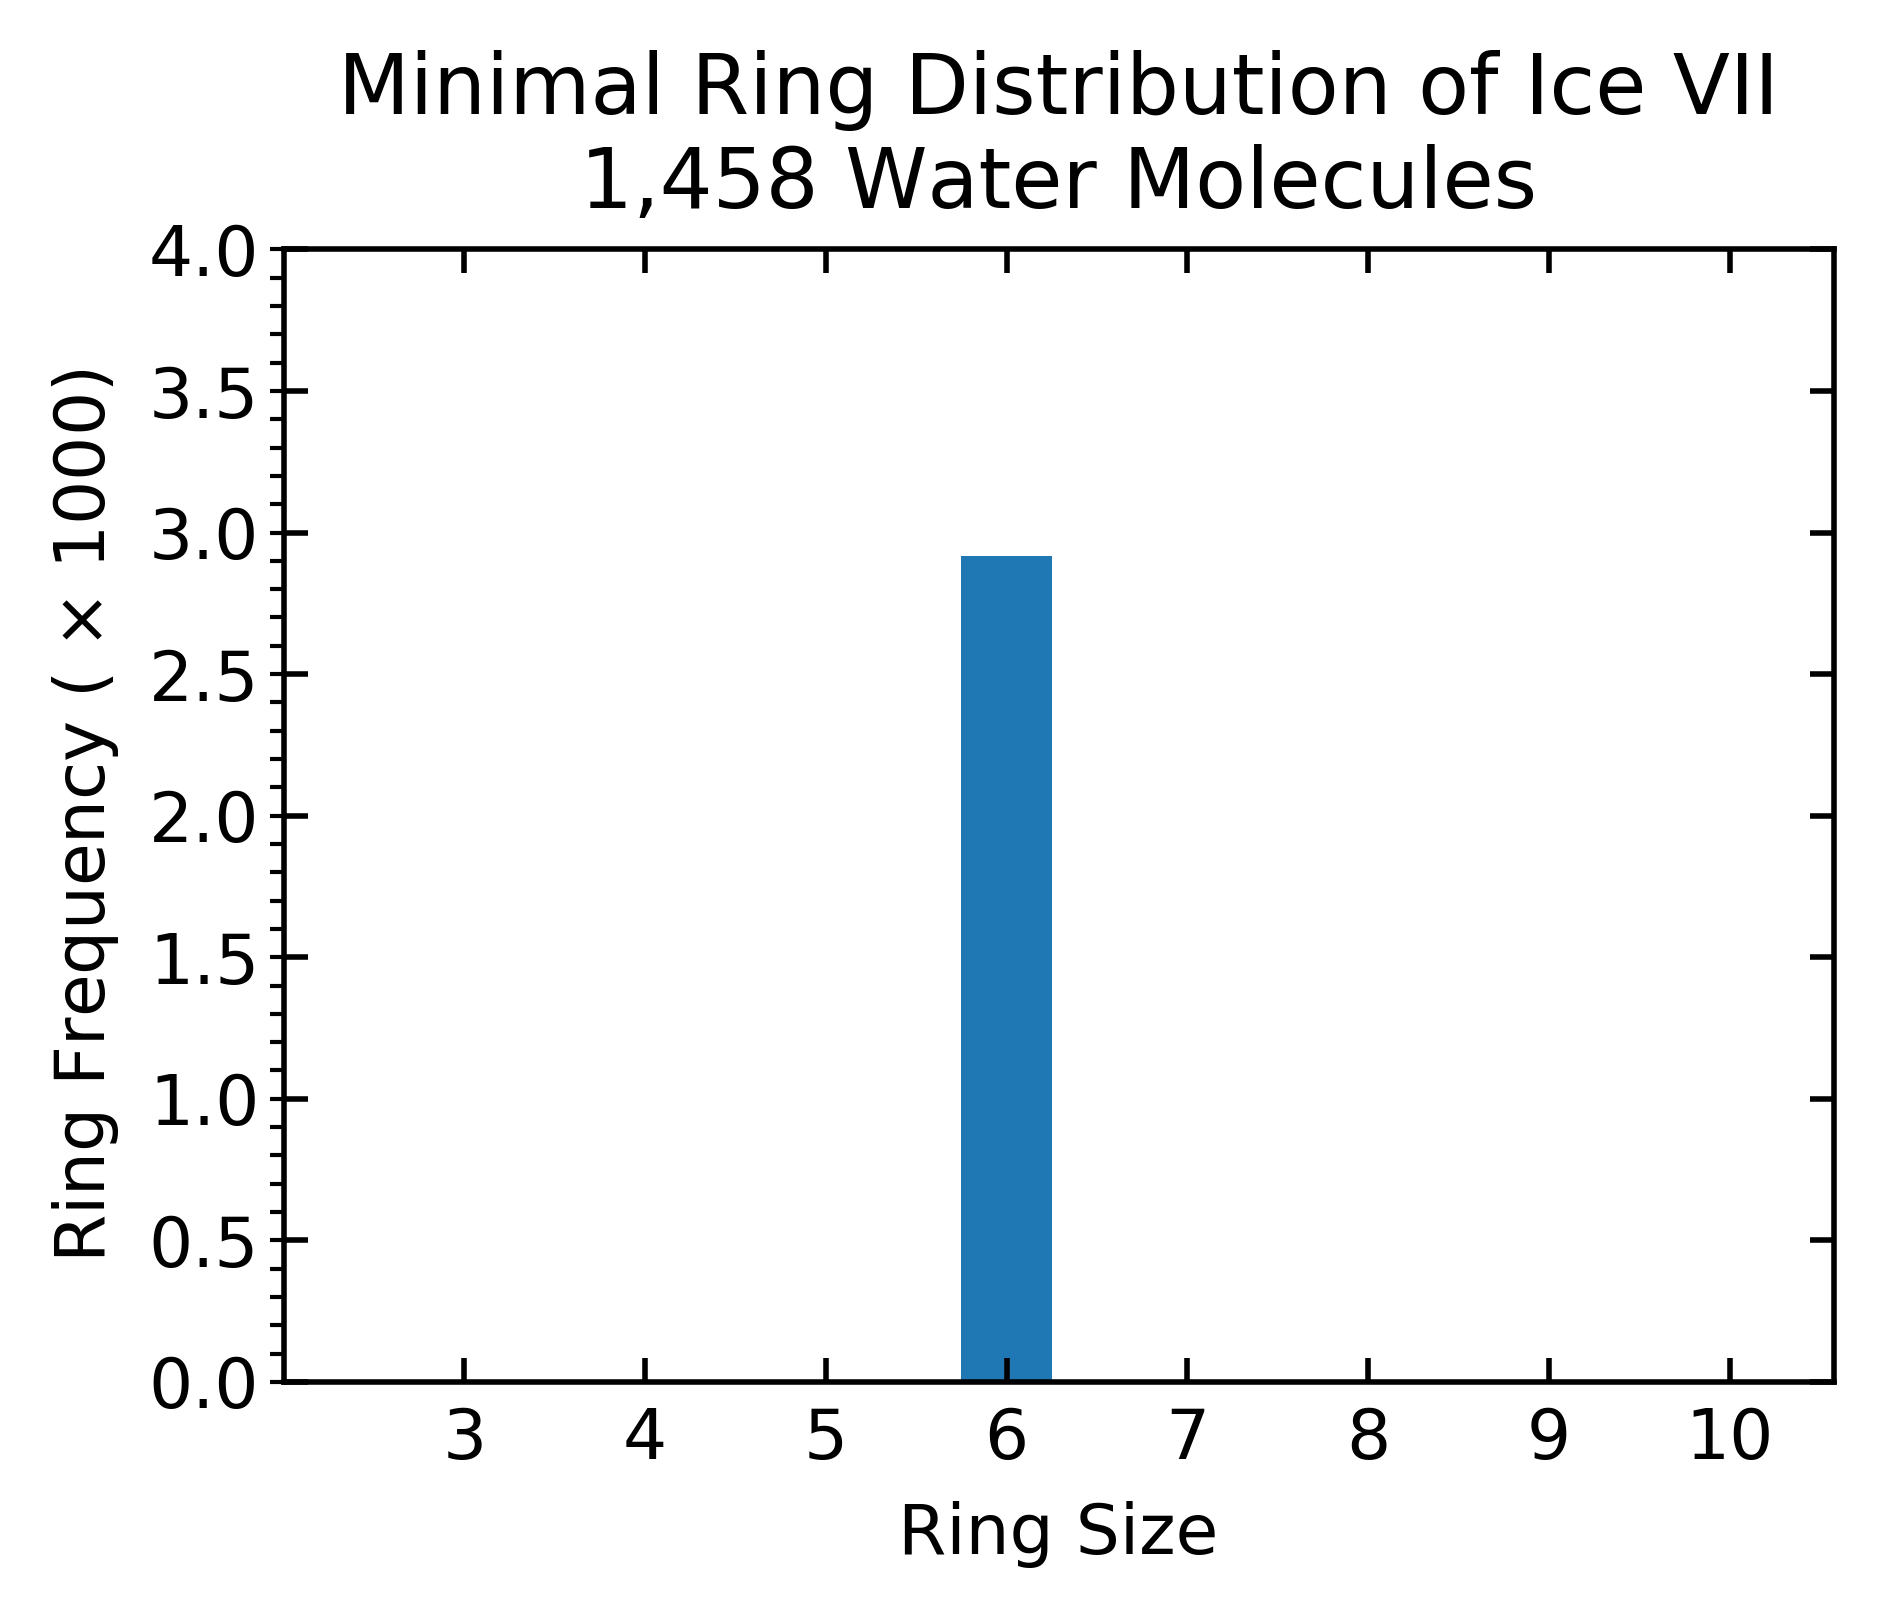 Minimal Ring Distribution of Ice VII
1,458 Water Molecules
Ring Frequency ( × 1000)
4.0
3.5
3.0
2.5
2.0
1.5
1.0
0.5
0.0
3 4 5 6 7 8 9 10
Ring Size